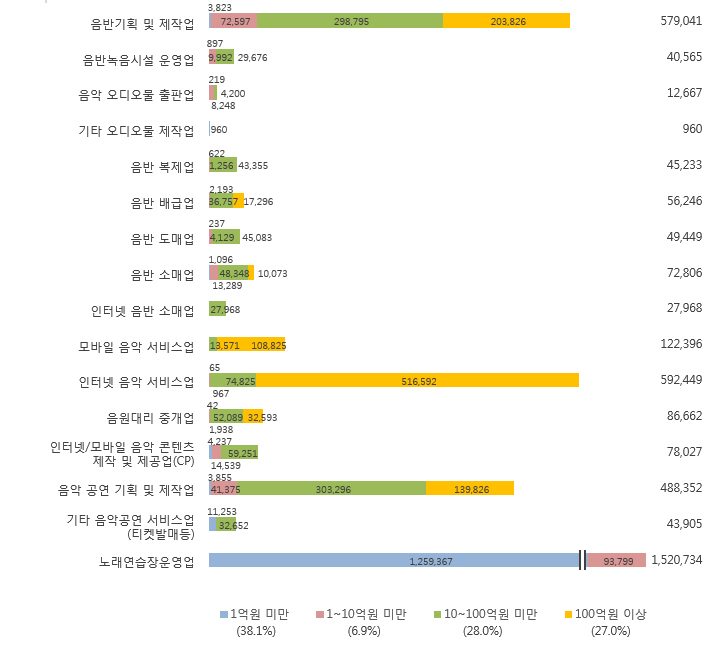 3,823
음반기획 및 제작업 72,597 298,795 203,826 579,041
897
음반녹음시설 운영업 9,992 29,676 40,565
219
음악 오디오물 출판업 4,200 12,667
8,248
기타 오디오물 제작업 960 960
622
음반 복제업 1,256 43,355 45,233
2,193
음반 배급업 36,757 17,296 56,246
237
음반 도매업 4,129 45,083 49,449
1,096
음반 소매업 48,348 10,073 72,806
13,289
인터넷 음반 소매업 27,968 27,968
모바일 음악 서비스업 13,571 108,825 122,396
65
인터넷 음악 서비스업 74,825 516,592 592,449
967
42
음원대리 중개업 52,089 32,593 86,662
1,938
인터넷/모바일 음악 콘텐츠
제작 및 제공업(CP) 4,237 59,251 78,027
14,539
3,855
음악 공연 기획 및 제작업 41,375 303,296 139,826 488,352
11,253
기타 음악공연 서비스업
(티켓발매등) 32,652 43,905
노래연습장운영업 1,259,367 93,799 1,520,734
1억원 미만 1~10억원 미만 10~100억원 미만 100억원 이상
(38.1%) (6.9%) (28.0%) (27.0%)